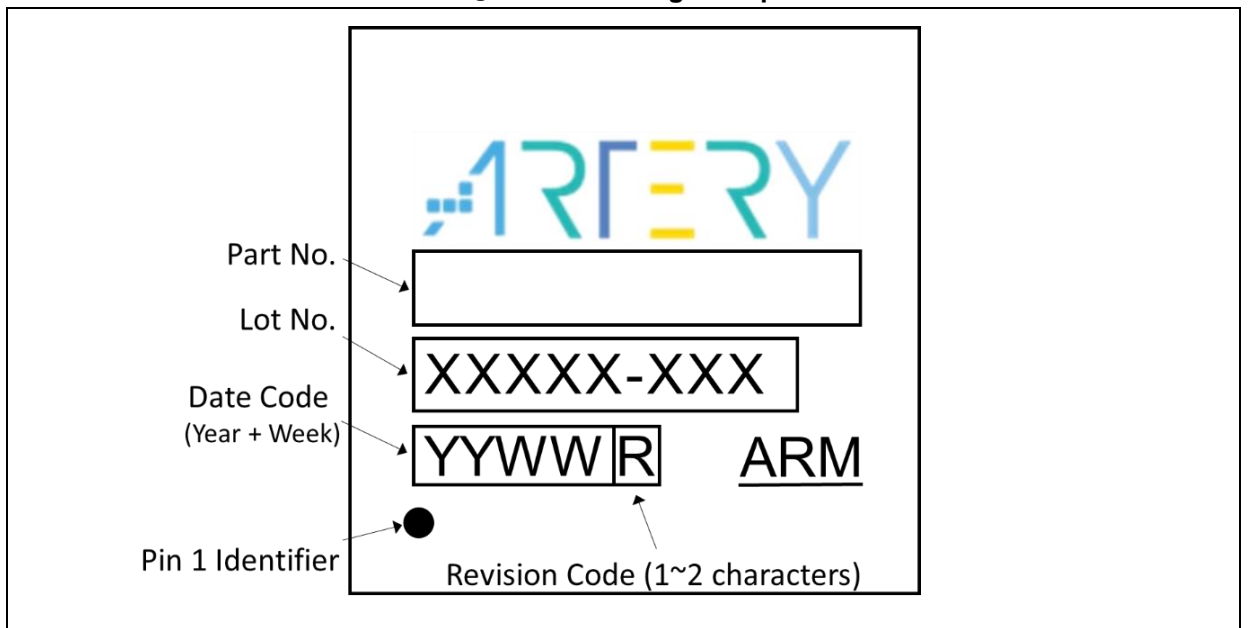 ARTERY
Part No.
Lot No.
XXXXX-XXX
Date Code
(Year + Week)
YYWW R
ARM
Pin 1 Identifier
Revision Code (1~2 characters)